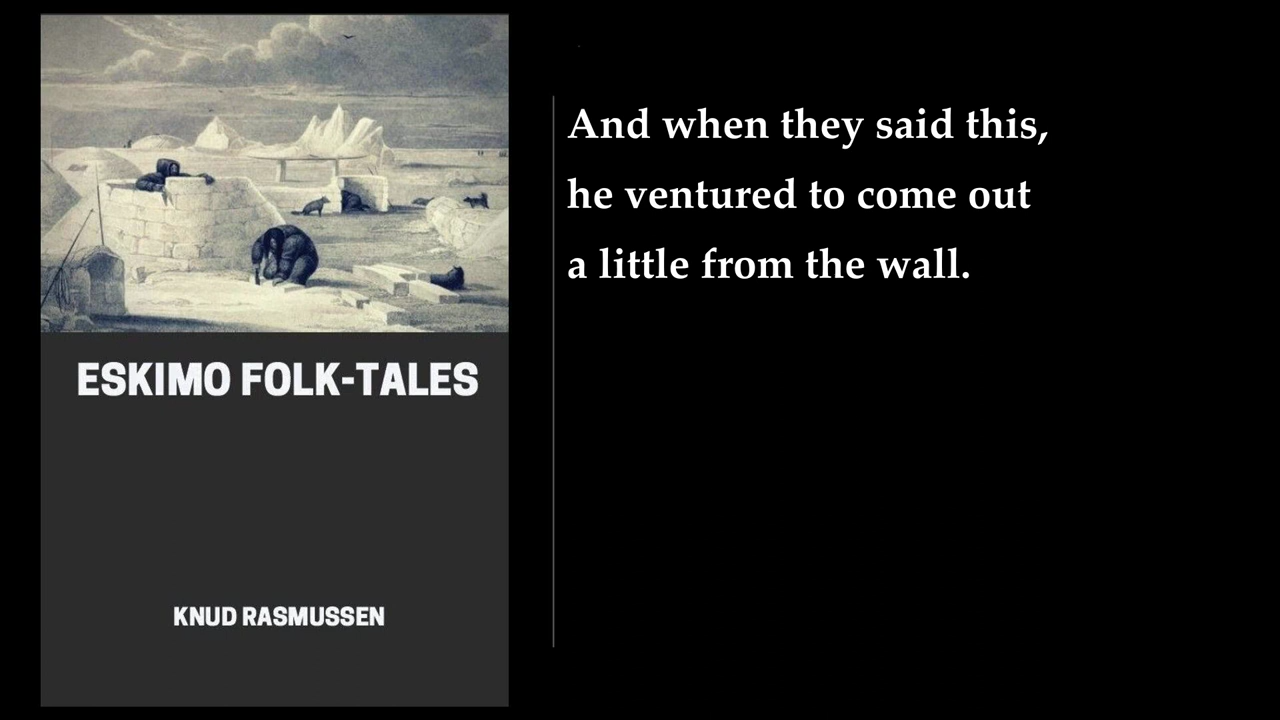 ESKIMO FOLK-TALES
KNUD RASMUSSEN
And when they said this,
he ventured to come out
a little from the wall.